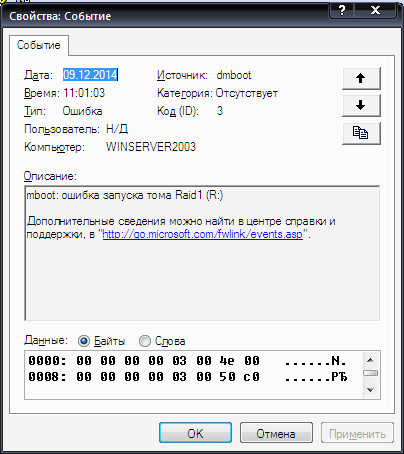 Свойства: Событие
Событие
Дата: 09.12.2014 Источник: dmboot
Время: 11:01:03 Категория: Отсутствует
Тип: Ошибка Код (ID): 3
Пользователь: Н/Д
Компьютер: WINSERVER2003
Описание:
mboot: ошибка запуска тома Raid1 (R:)
Дополнительные сведения можно найти в центре справки и
поддержки, в "http://go.microsoft.com/fwlink/events.asp".
Данные: Байты Слова
0000: 00 00 00 00 03 00 4e 00 ......N.
0008: 00 00 00 00 03 00 50 c0 ......PЂ
OK Отмена Применить